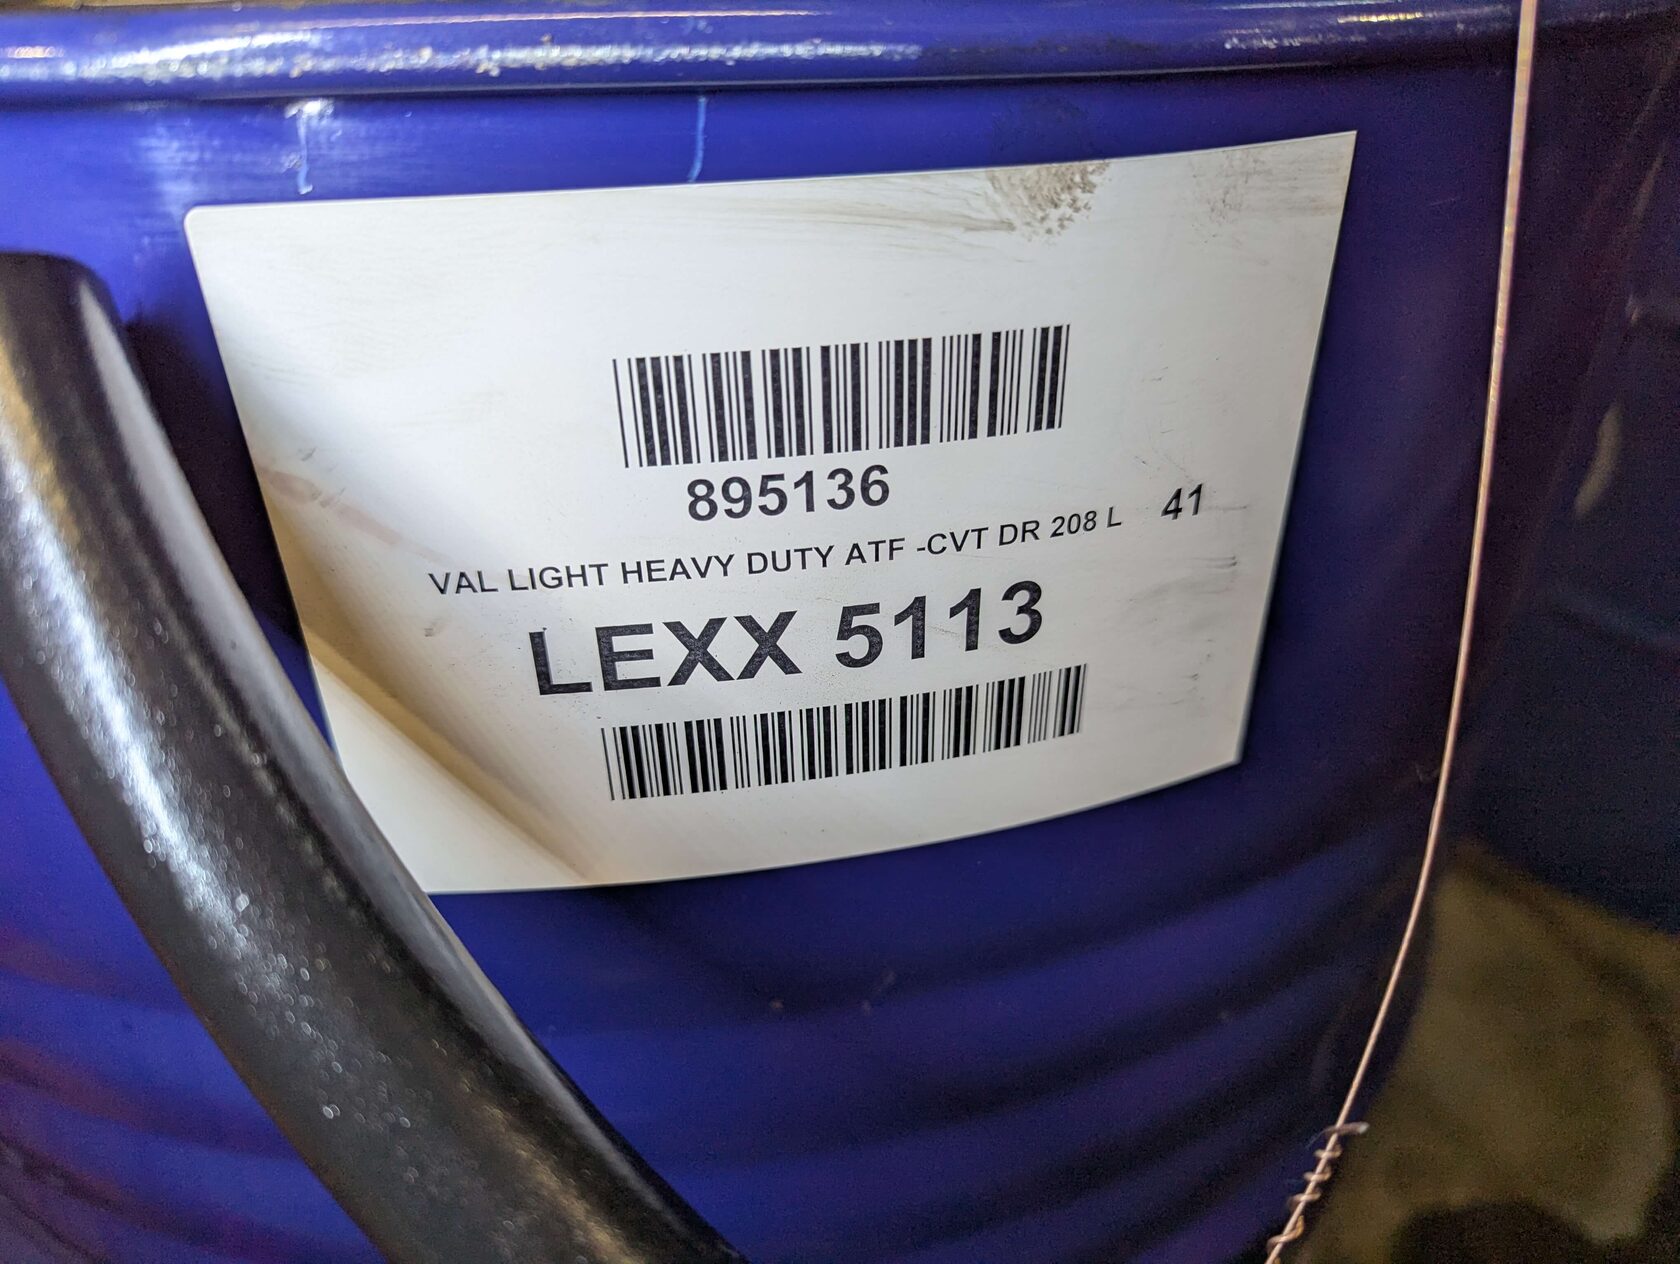 895136
VAL LIGHT HEAVY DUTY ATF -CVT DR 208 L 41
LEXX 5113